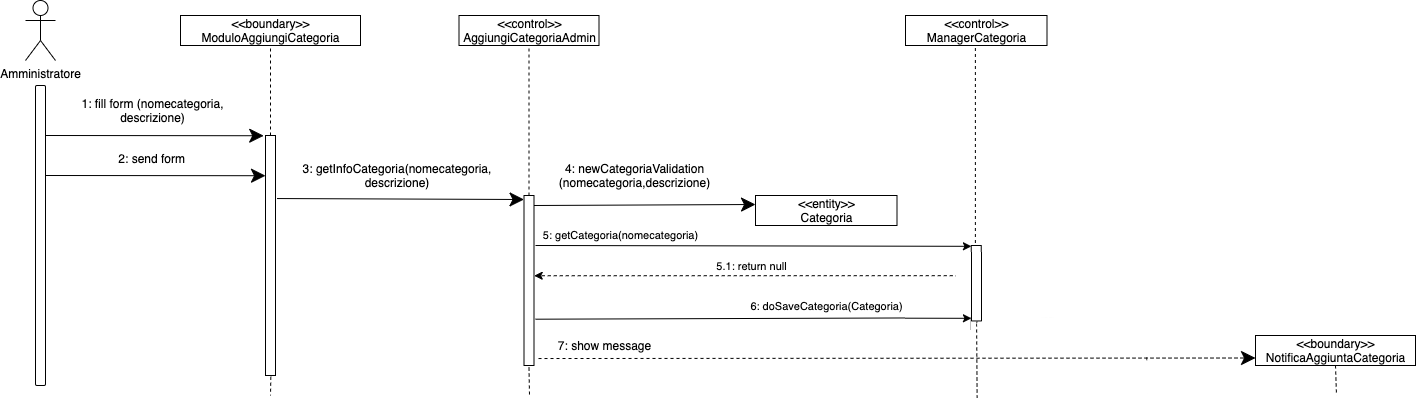 <<boundary>>
ModuloAggiungiCategoria
<<control>>
AggiungiCategoriaAdmin
<<control>>
ManagerCategoria
Amministratore
1: fill form (nomecategoria,
descrizione)
2: send form
3: getInfoCategoria(nomecategoria,
descrizione)
4: newCategoriaValidation
(nomecategoria,descrizione)
<<entity>>
Categoria
5: getCategoria(nomecategoria)
5.1: return null
6: doSaveCategoria(Categoria)
7: show message
<<boundary>>
NotificaAggiuntaCategoria